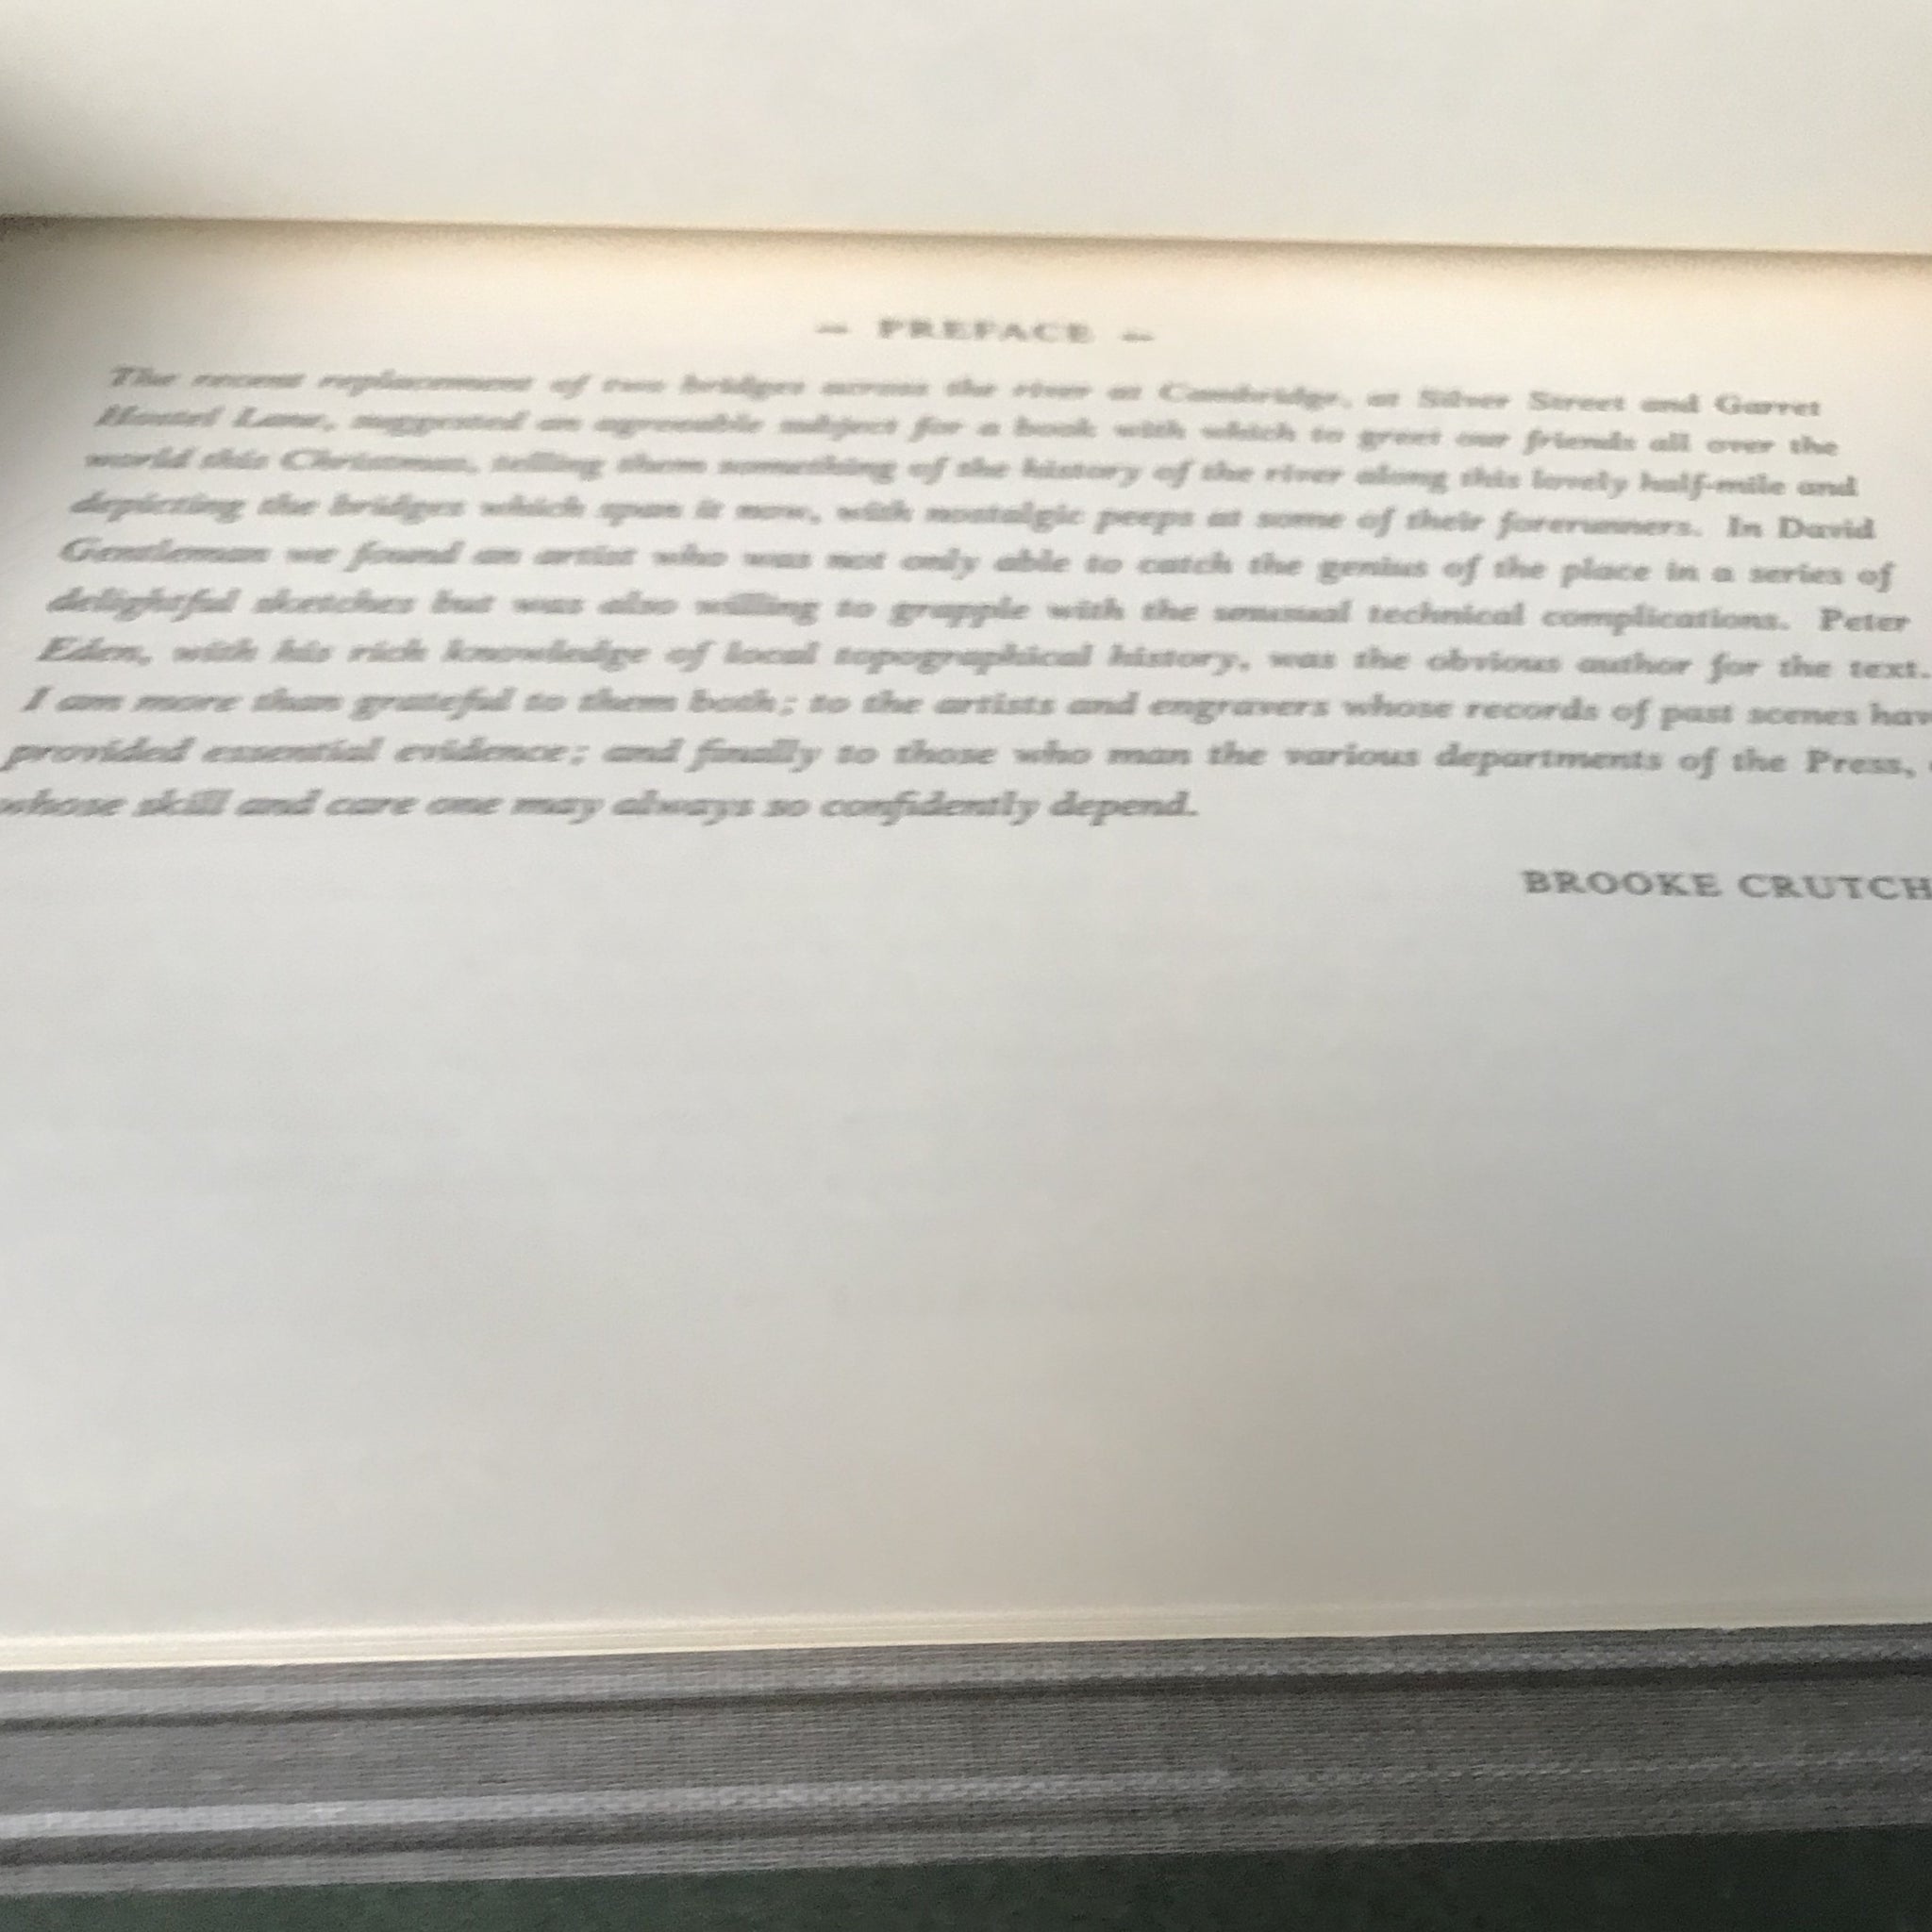 — PREFACE —
The recent replacement of two bridges across the river at Cambridge, at Silver Street and Garret
Hostel Lane, suggested an agreeable subject for a book with which to greet our friends all over the
world this Christmas, telling them something of the history of the river along this lovely half-mile and
depicting the bridges which span it now, with nostalgic peeps at some of their forerunners. In David
Gentleman we found an artist who was not only able to catch the genius of the place in a series of
delightful sketches but was also willing to grapple with the unusual technical complications. Peter
Eden, with his rich knowledge of local topographical history, was the obvious author for the text.
I am more than grateful to them both; to the artists and engravers whose records of past scenes hav
provided essential evidence; and finally to those who man the various departments of the Press,
whose skill and care one may always so confidently depend.
BROOKE CRUTCH